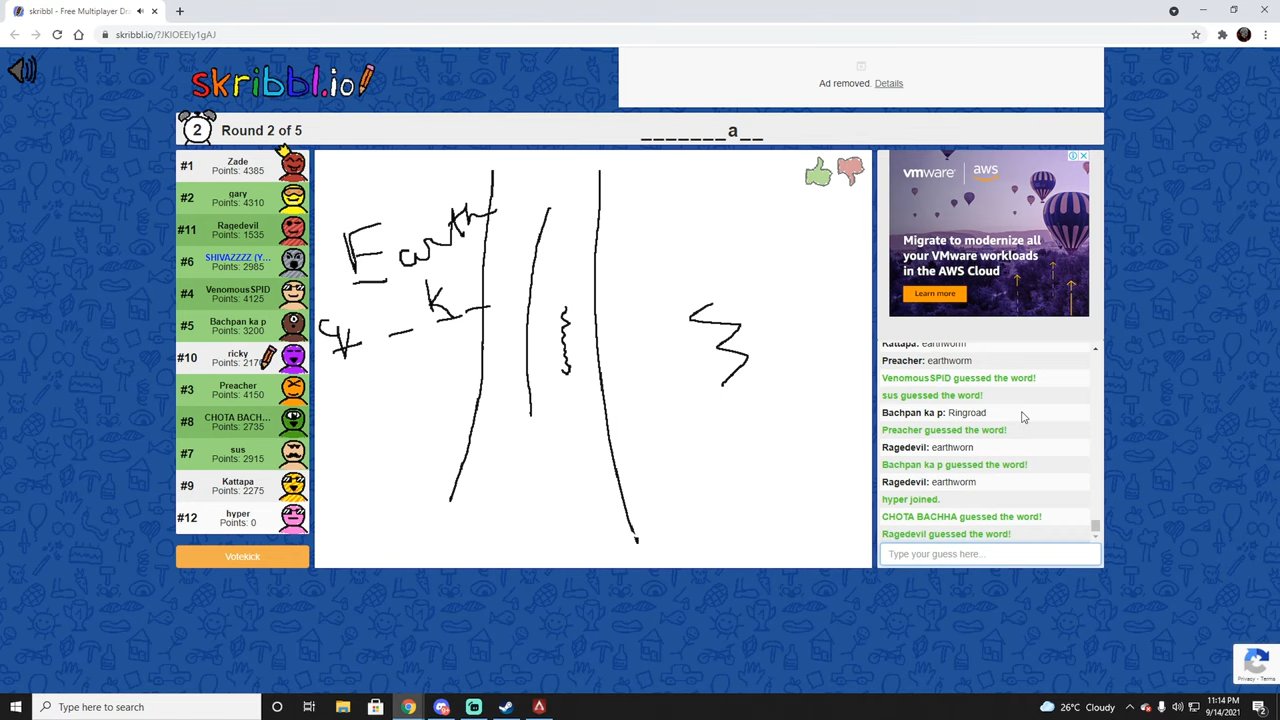 skribbl - Free Multiplayer Dr
skribbl.io/?JKIOEEIy1gAJ
skribbl.io
Ad removed. Details
2
Round 2 of 5
_______a__
#1 Zade Points: 4385
#2 gary Points: 4310
#11 Ragedevil Points: 1535
#6 SHIVAZZZZ (Y... Points: 2985
#4 VenomousSPID Points: 4125
#5 Bachpan ka p Points: 3200
#10 ricky Points: 2170
#3 Preacher Points: 4150
#8 CHOTA BACH... Points: 2735
#7 sus Points: 2915
#9 Kattapa Points: 2275
#12 hyper Points: 0
Votekick
Earth
vmware | aws
Migrate to modernize all
your VMware workloads
in the AWS Cloud
Learn more
Kattapa: earthworm
Preacher: earthworm
VenomousSPID guessed the word!
sus guessed the word!
Bachpan ka p: Ringroad
Preacher guessed the word!
Ragedevil: earthworn
Bachpan ka p guessed the word!
Ragedevil: earthworm
hyper joined.
CHOTA BACHHA guessed the word!
Ragedevil guessed the word!
Type your guess here...
Privacy - Terms
Type here to search
26°C Cloudy
11:14 PM
9/14/2021
2